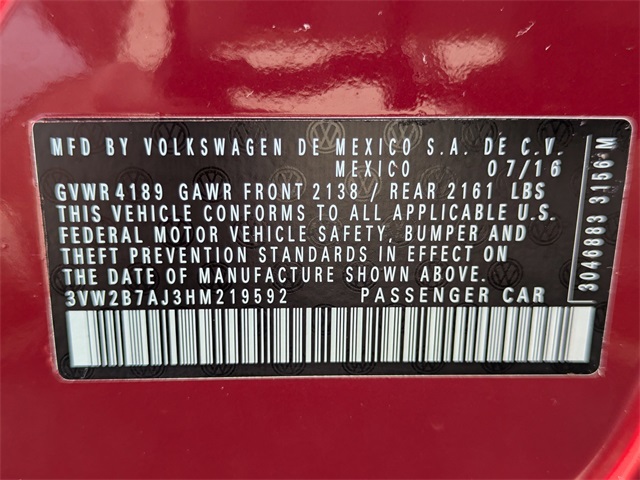 MFD BY VOLKSWAGEN DE MEXICO S.A. DE C.V.
MEXICO 07/16
GVWR 4189 GAWR FRONT 2138 / REAR 2161 LBS
THIS VEHICLE CONFORMS TO ALL APPLICABLE U.S.
FEDERAL MOTOR VEHICLE SAFETY, BUMPER AND
THEFT PREVENTION STANDARDS IN EFFECT ON
THE DATE OF MANUFACTURE SHOWN ABOVE.
3VW2B7AJ3HM219592 PASSENGER CAR
3046883 3156 M